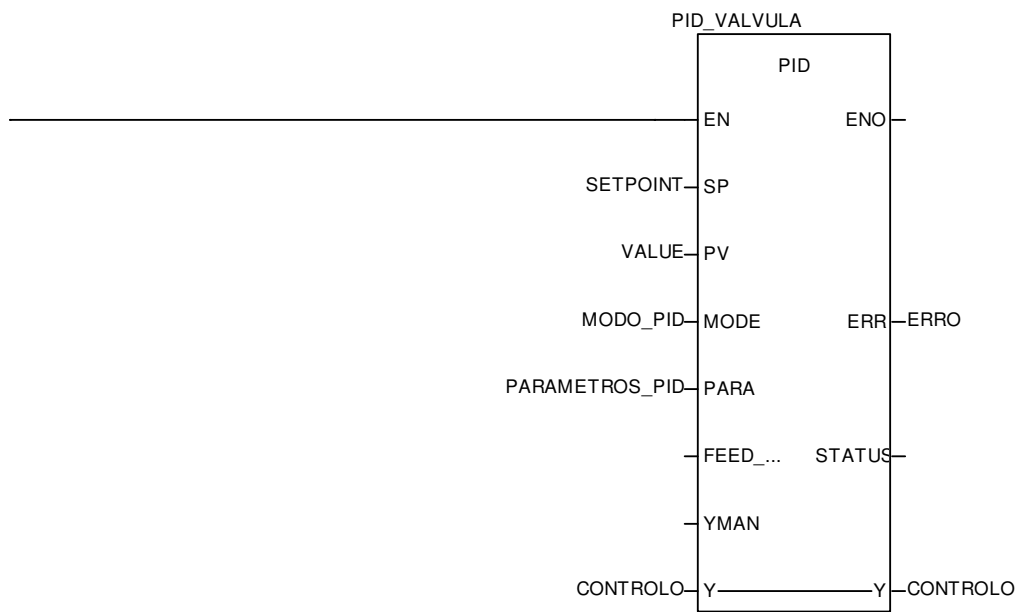 PID_VALVULA
PID
EN ENO
SETPOINT SP
VALUE PV
MODO_PID MODE ERR ERRO
PARAMETROS_PID PARA
FEED_... STATUS
YMAN
CONTROLO Y Y CONTROLO